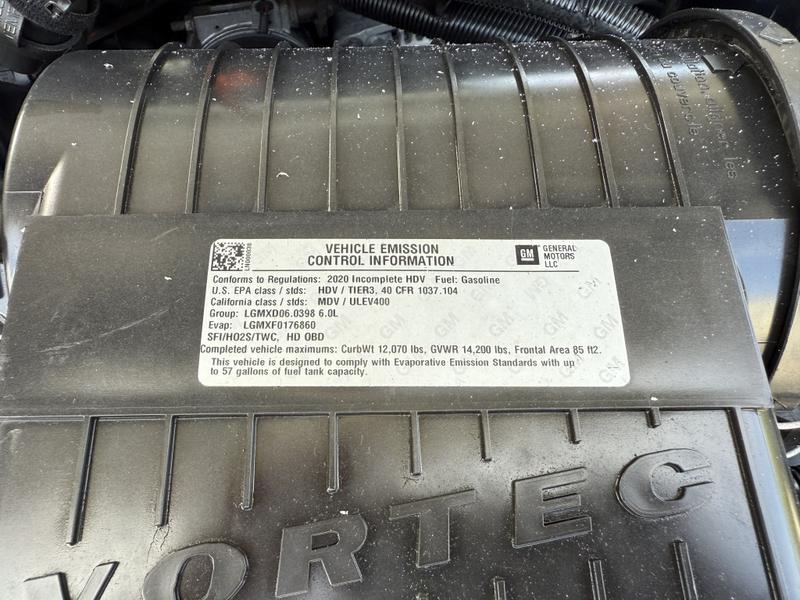 VEHICLE EMISSION
CONTROL INFORMATION
GM
GENERAL
MOTORS
LLC
Conforms to Regulations: 2020 Incomplete HDV Fuel: Gasoline
U.S. EPA class / stds: HDV / TIER3, 40 CFR 1037.104
California class / stds: MDV / ULEV400
Group: LGMXD06.0398 6.0L
Evap: LGMXF0176860
SFI/HO2S/TWC, HD OBD
Completed vehicle maximums: CurbWt 12,070 lbs, GVWR 14,200 lbs, Frontal Area 85 ft2.
This vehicle is designed to comply with Evaporative Emission Standards with up
to 57 gallons of fuel tank capacity.
VORTEC